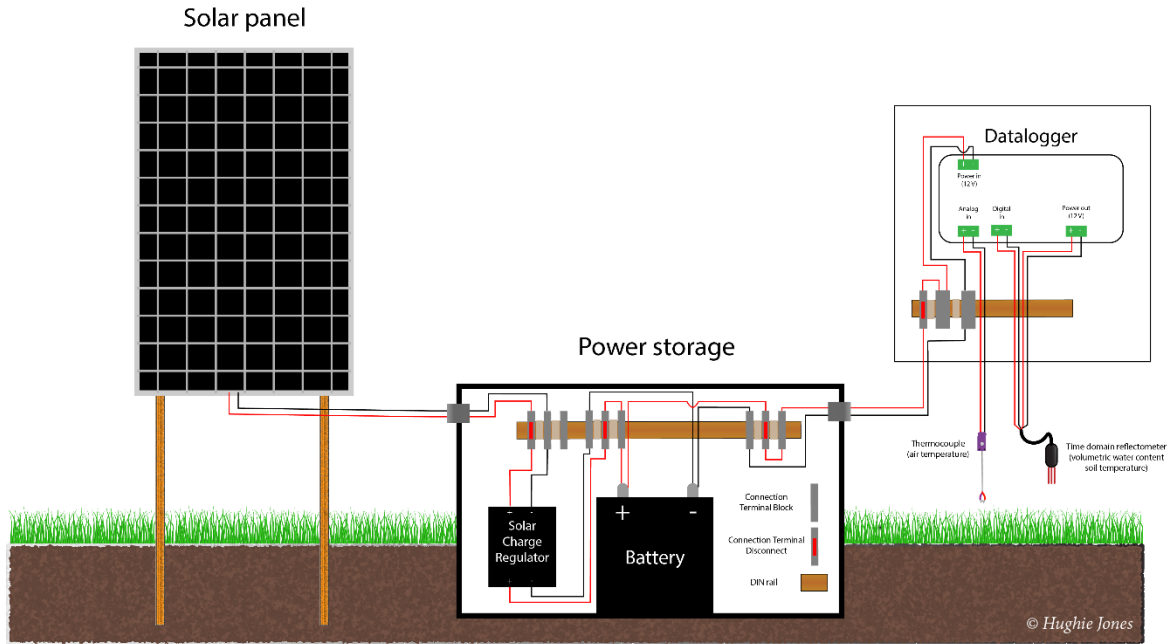 Solar panel
Datalogger
Power in
(12 V)
Analog
in
Digital
in
Power out
(12V)
+ -
+ -
+ -
Power storage
Thermocouple
(air temperature)
Time domain reflectometer
(volumetric water content
soil temperature)
+ -
Solar
Charge
Regulator
+ -
+ -
Battery
Connection
Terminal Block
Connection Terminal
Disconnect
DIN rail
© Hughie Jones